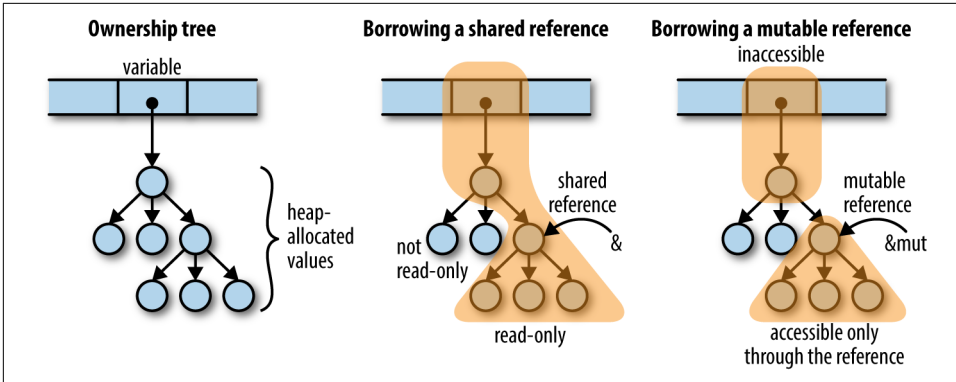 Ownership tree
variable
heap-
allocated
values
Borrowing a shared reference
shared
reference
&
not
read-only
read-only
Borrowing a mutable reference
inaccessible
mutable
reference
&mut
accessible only
through the reference